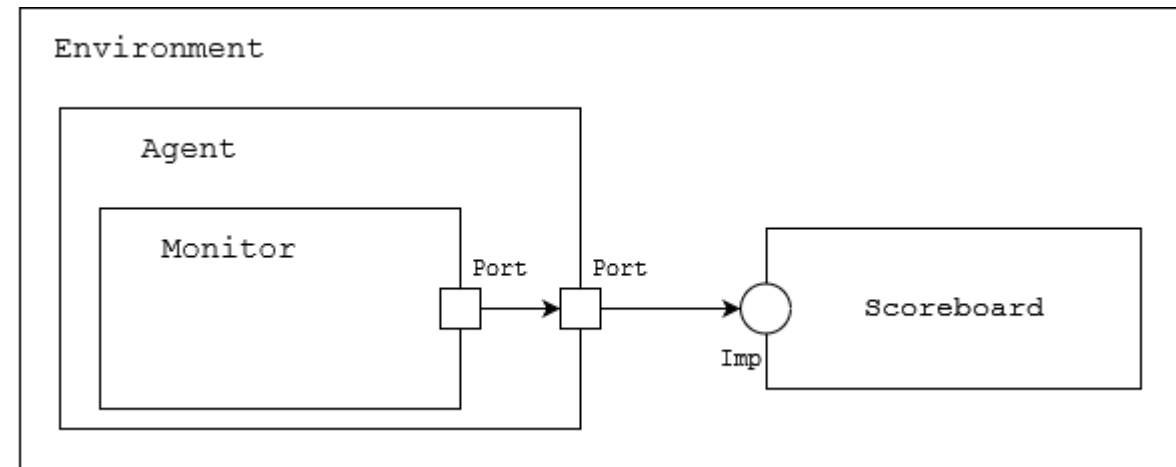 Environment
Agent
Monitor
Port
Port
Scoreboard
Imp